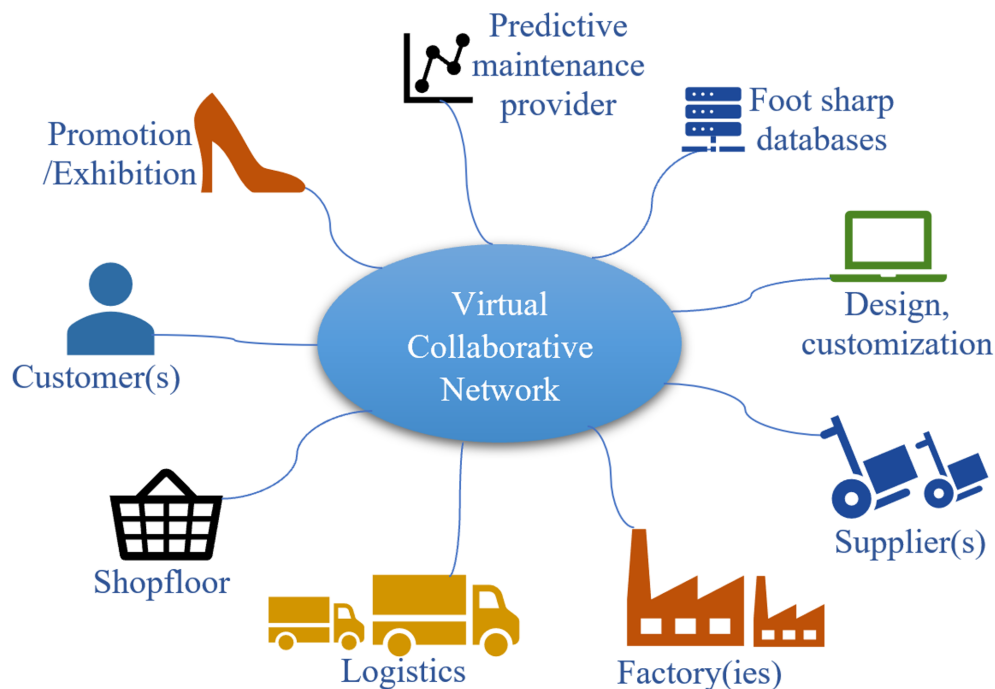 Predictive
maintenance
provider
Foot sharp
databases
Promotion
/Exhibition
Design,
customization
Virtual
Collaborative
Network
Customer(s)
Supplier(s)
Shopfloor
Logistics
Factory(ies)